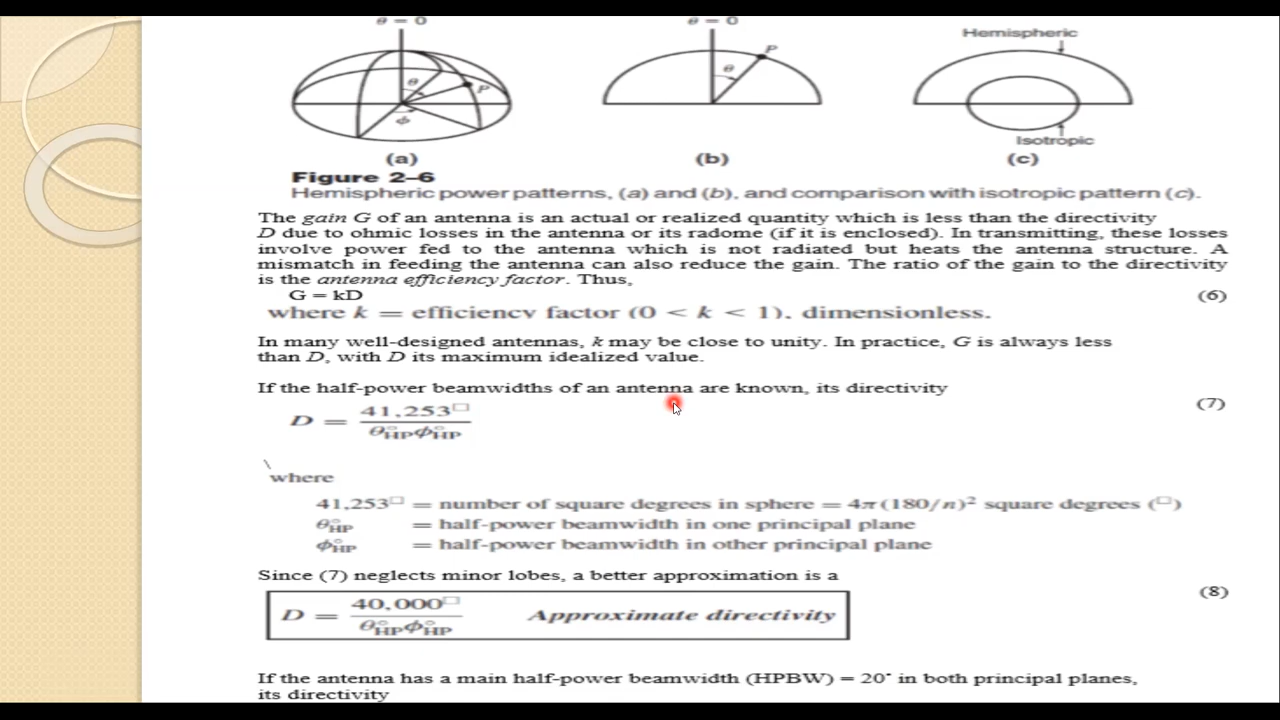 θ = 0
θ = 0
Hemispheric
θ
P
ϕ
θ
P
Isotropic
(a)
(b)
(c)
Figure 2–6
Hemispheric power patterns, (a) and (b), and comparison with isotropic pattern (c).
The gain G of an antenna is an actual or realized quantity which is less than the directivity
D due to ohmic losses in the antenna or its radome (if it is enclosed). In transmitting, these losses
involve power fed to the antenna which is not radiated but heats the antenna structure. A
mismatch in feeding the antenna can also reduce the gain. The ratio of the gain to the directivity
is the antenna efficiency factor. Thus,
G = kD (6)
where k = efficiency factor (0 < k < 1), dimensionless.
In many well-designed antennas, k may be close to unity. In practice, G is always less
than D, with D its maximum idealized value.
If the half-power beamwidths of an antenna are known, its directivity
D = 41,253□ / θ°HP ϕ°HP (7)
\
where
41,253□ = number of square degrees in sphere = 4π(180/π)² square degrees (□)
θ°HP = half-power beamwidth in one principal plane
ϕ°HP = half-power beamwidth in other principal plane
Since (7) neglects minor lobes, a better approximation is a
D = 40,000□ / θ°HP ϕ°HP Approximate directivity (8)
If the antenna has a main half-power beamwidth (HPBW) = 20° in both principal planes,
its directivity